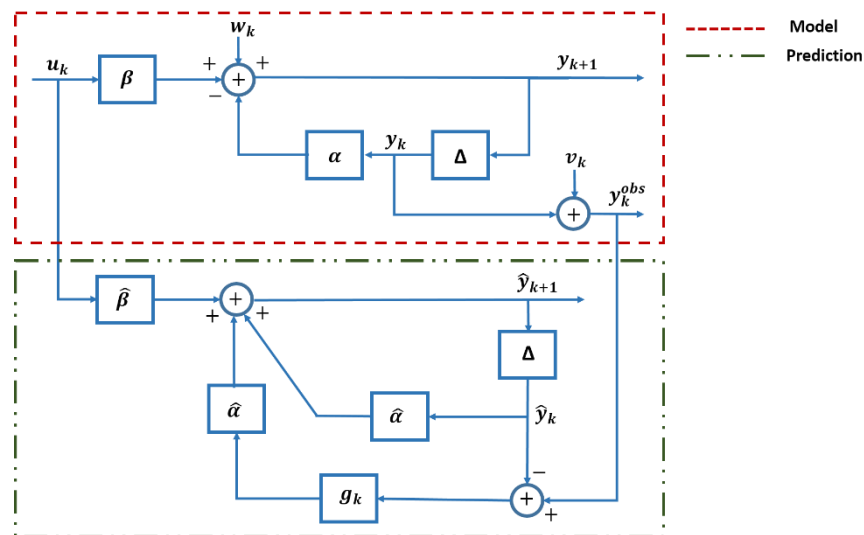 w_k
Model
u_k
β
+
+
+
−
y_{k+1}
Prediction
α
y_k
Δ
v_k
+
y_k^{obs}
β̂
+
+
+
ŷ_{k+1}
Δ
α̂
α̂
ŷ_k
−
g_k
+
+